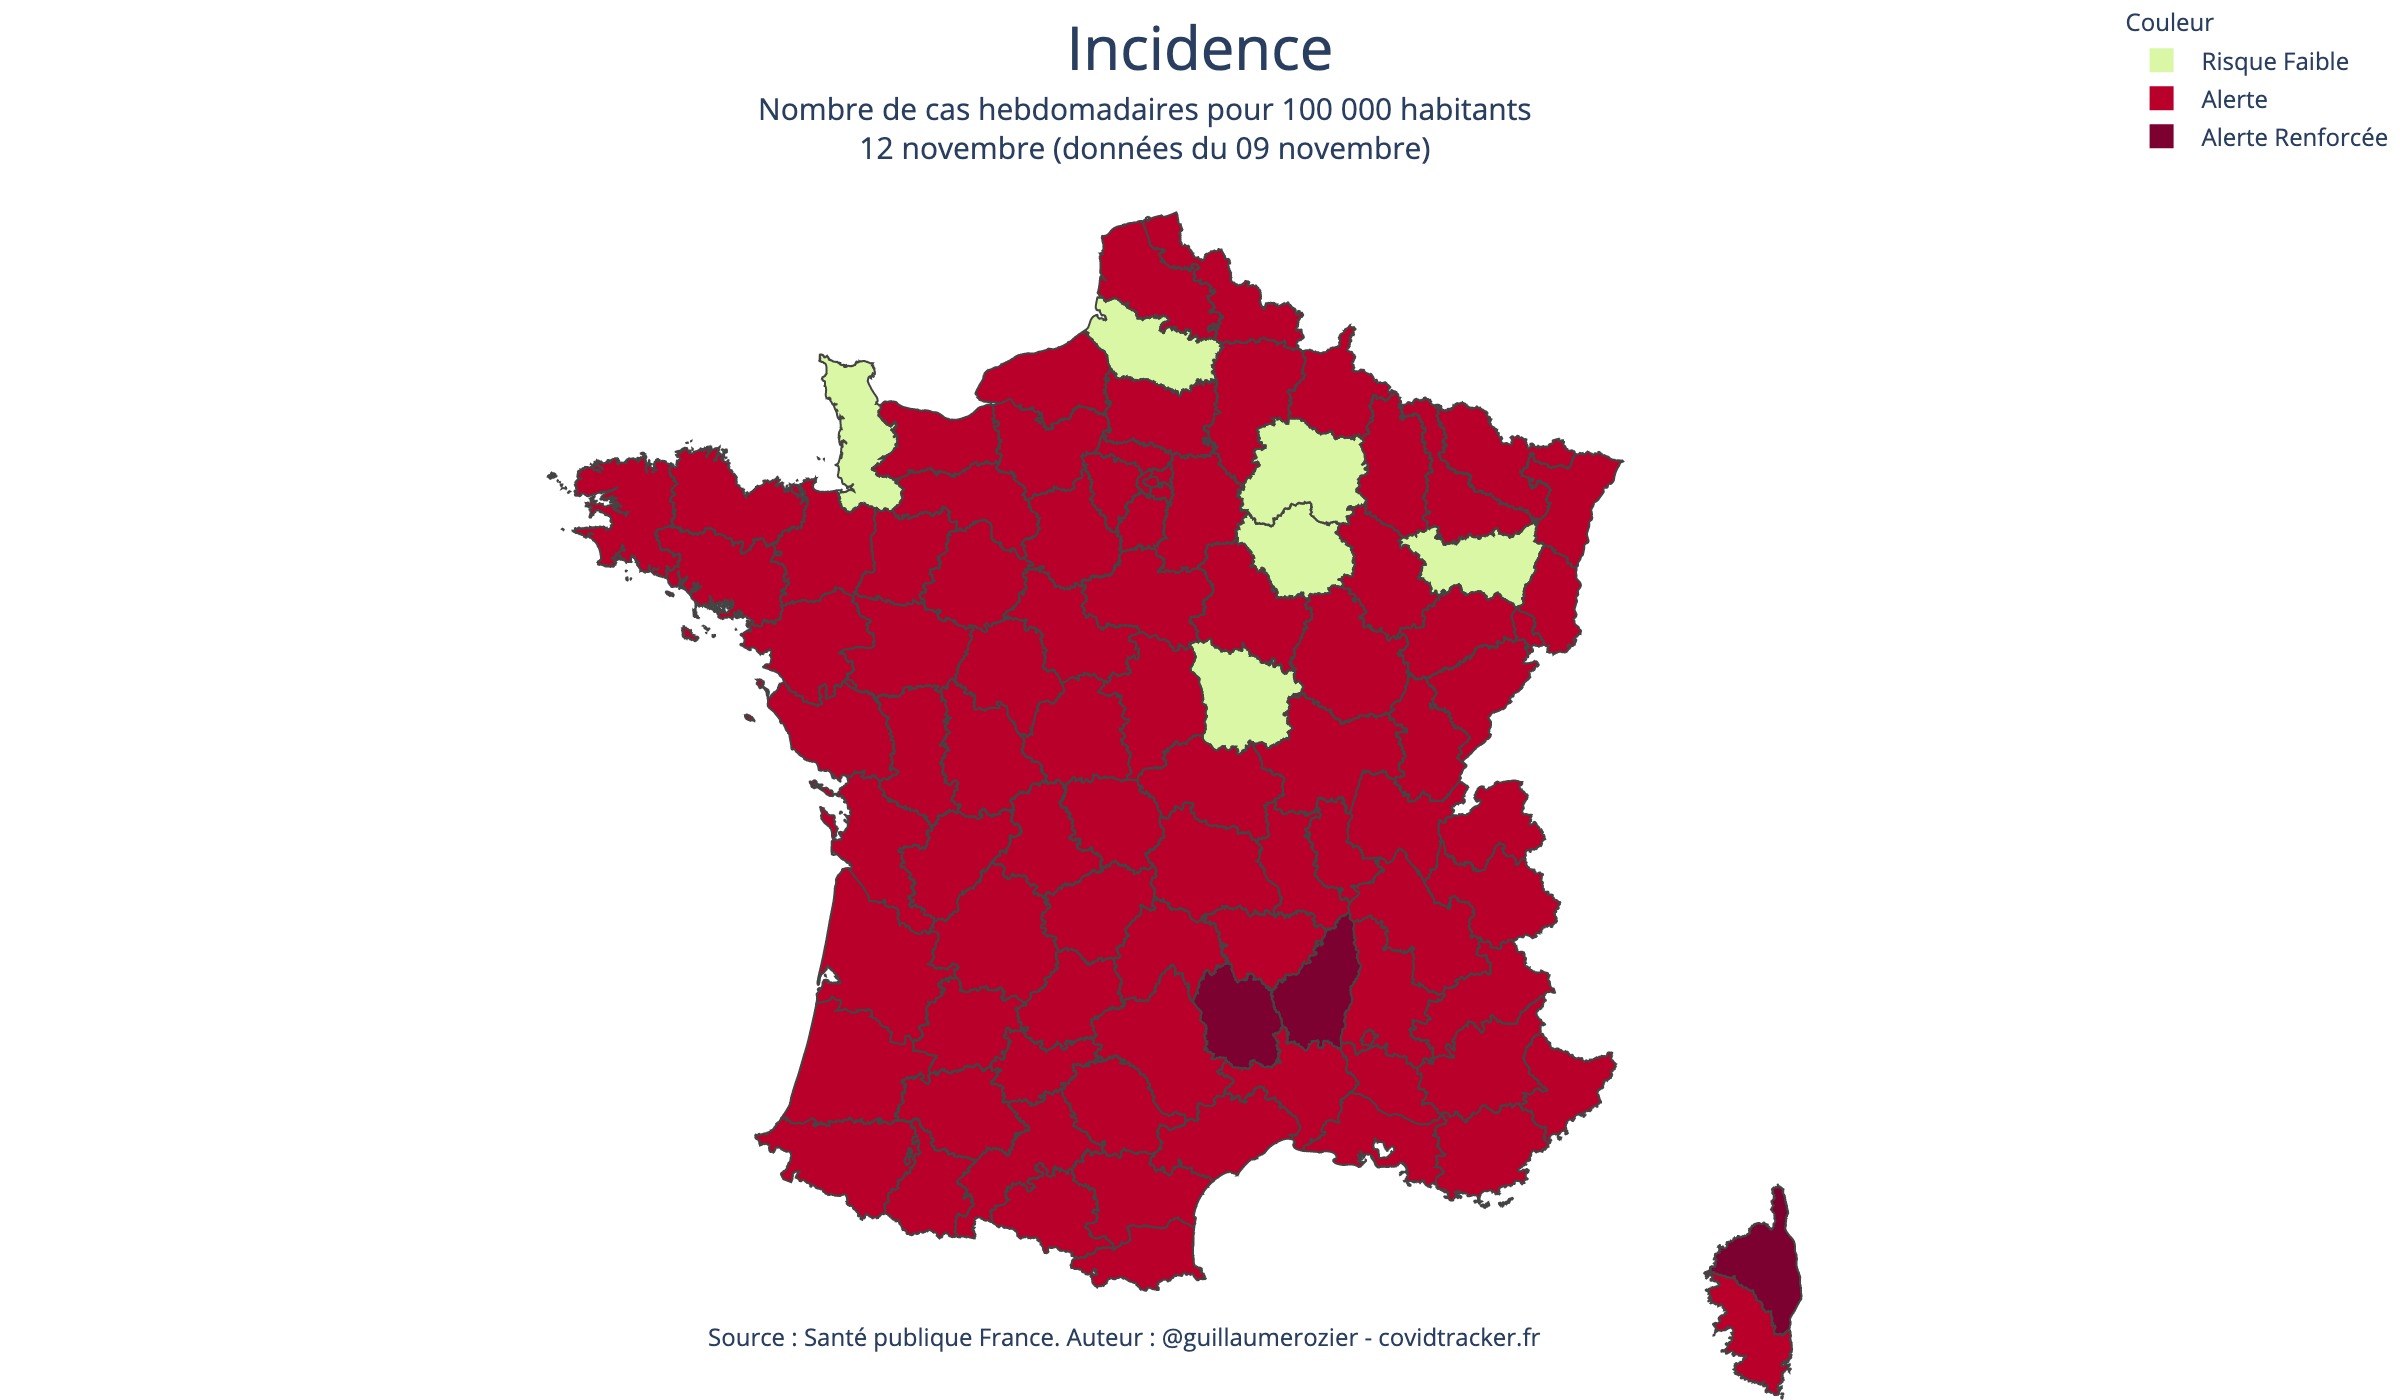 Incidence
Nombre de cas hebdomadaires pour 100 000 habitants
12 novembre (données du 09 novembre)
Couleur
Risque Faible
Alerte
Alerte Renforcée
Source : Santé publique France. Auteur : @guillaumerozier - covidtracker.fr